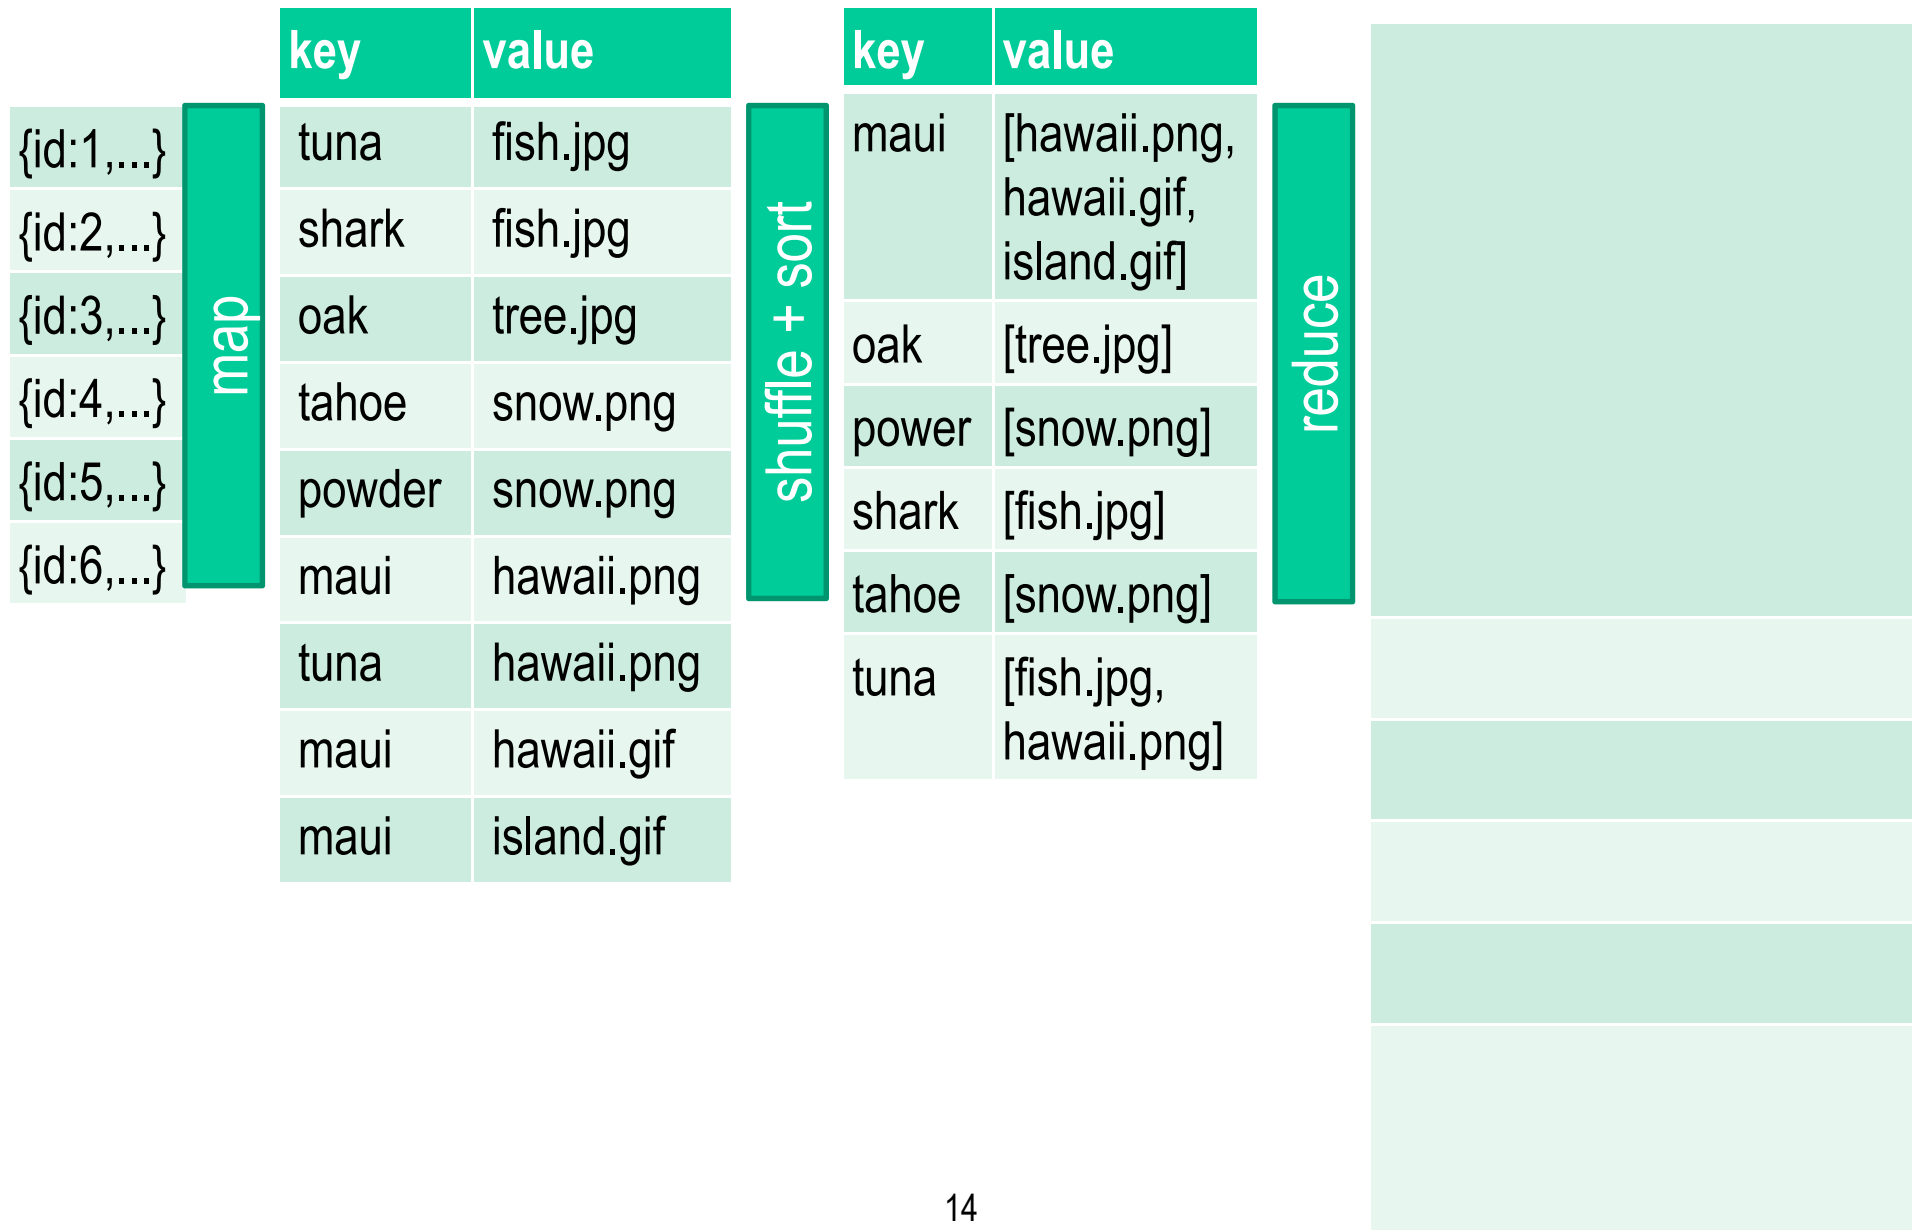 {id:1,...}
{id:2,...}
{id:3,...}
{id:4,...}
{id:5,...}
{id:6,...}
map
key value
tuna fish.jpg
shark fish.jpg
oak tree.jpg
tahoe snow.png
powder snow.png
maui hawaii.png
tuna hawaii.png
maui hawaii.gif
maui island.gif
shuffle + sort
key value
maui [hawaii.png,
hawaii.gif,
island.gif]
oak [tree.jpg]
power [snow.png]
shark [fish.jpg]
tahoe [snow.png]
tuna [fish.jpg,
hawaii.png]
reduce
14